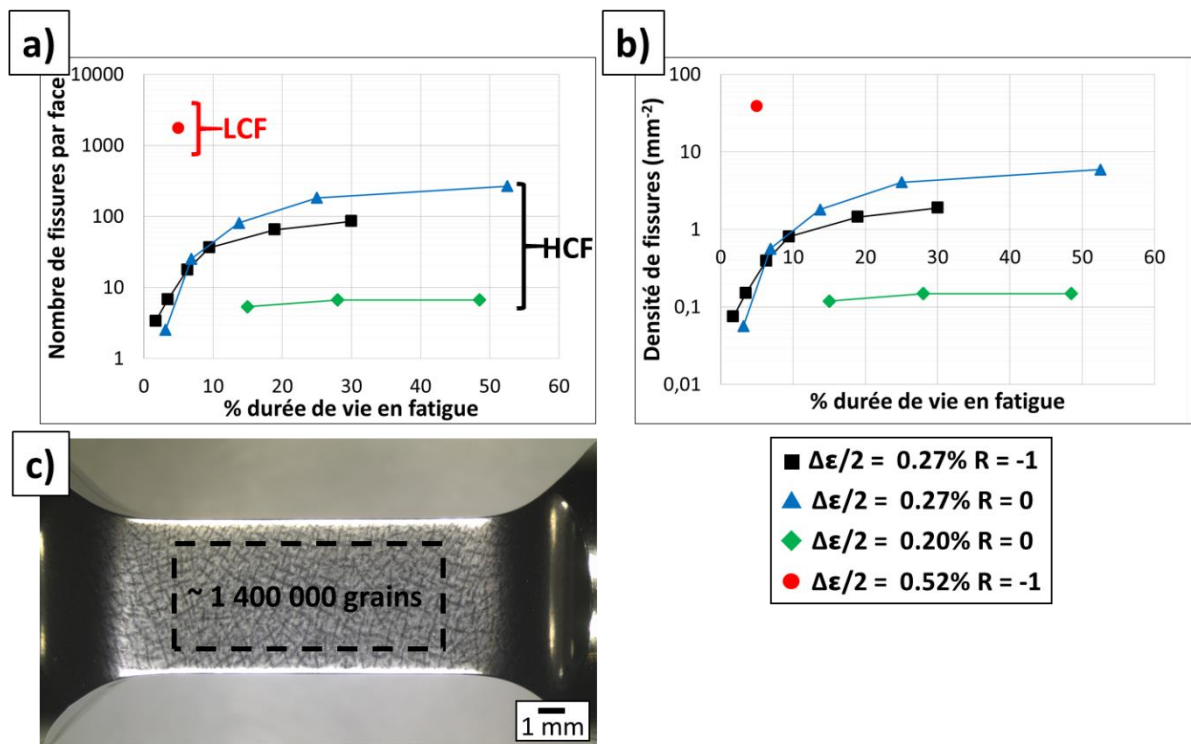 a)
Nombre de fissures par face
10000
1000
100
10
1
LCF
HCF
0 10 20 30 40 50 60
% durée de vie en fatigue
b)
Densité de fissures (mm⁻²)
100
10
1
0,1
0,01
0 10 20 30 40 50 60
% durée de vie en fatigue
c)
~ 1 400 000 grains
1 mm
Δε/2 = 0.27% R = -1
Δε/2 = 0.27% R = 0
Δε/2 = 0.20% R = 0
Δε/2 = 0.52% R = -1